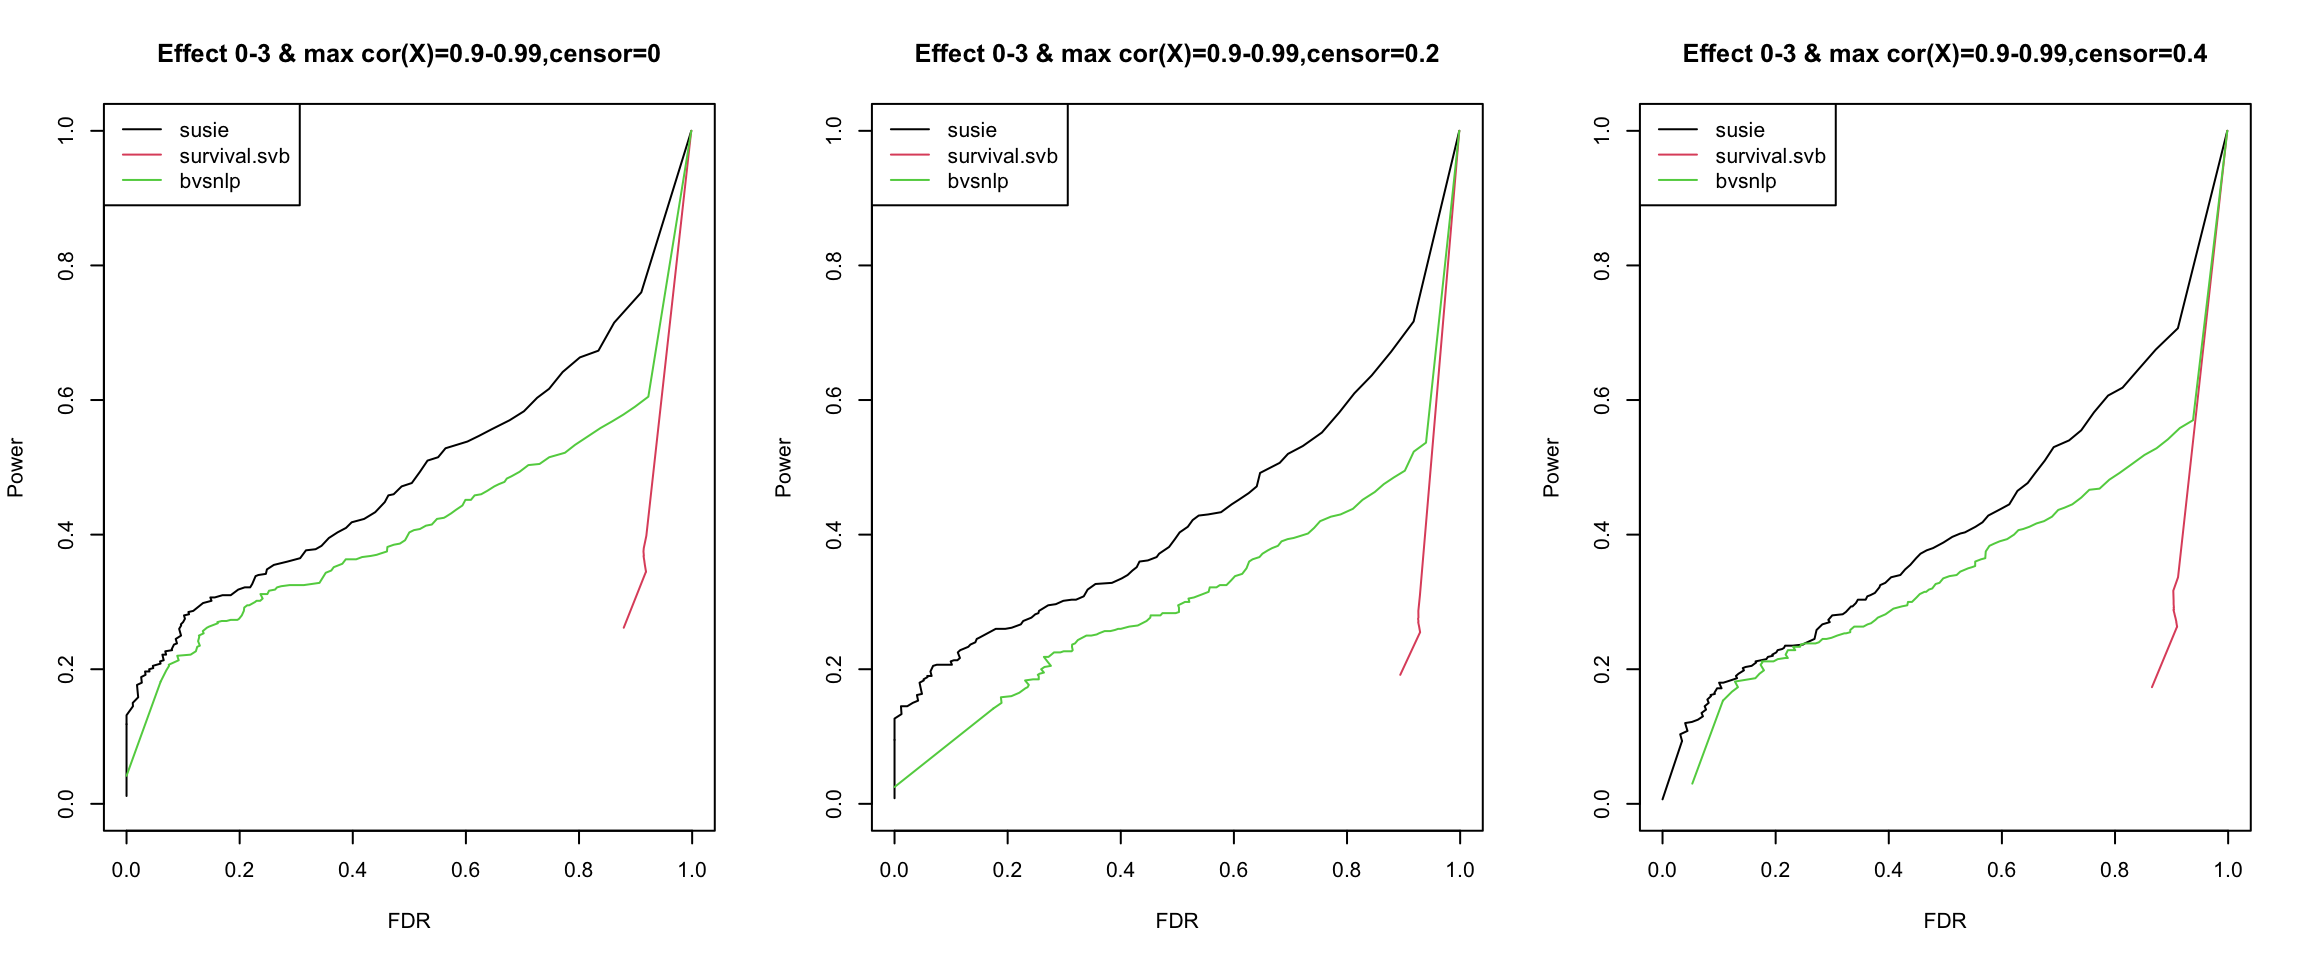 Effect 0-3 & max cor(X)=0.9-0.99,censor=0
susie
survival.svb
bvsnlp
1.0
0.8
0.6
0.4
0.2
0.0
Power
0.0 0.2 0.4 0.6 0.8 1.0
FDR
Effect 0-3 & max cor(X)=0.9-0.99,censor=0.2
susie
survival.svb
bvsnlp
1.0
0.8
0.6
0.4
0.2
0.0
Power
0.0 0.2 0.4 0.6 0.8 1.0
FDR
Effect 0-3 & max cor(X)=0.9-0.99,censor=0.4
susie
survival.svb
bvsnlp
1.0
0.8
0.6
0.4
0.2
0.0
Power
0.0 0.2 0.4 0.6 0.8 1.0
FDR